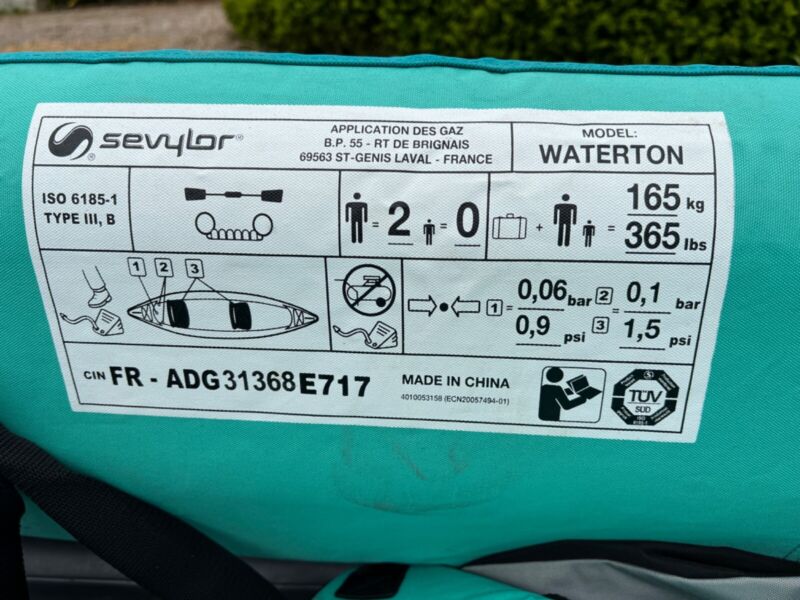 sevylor®
®
APPLICATION DES GAZ
B.P. 55 - RT DE BRIGNAIS
69563 ST-GENIS LAVAL - FRANCE
MODEL:
WATERTON
ISO 6185-1
TYPE III, B
= 2 = 0
+ = 165 kg
365 lbs
1 2 3
1 = 0,06 bar 2 = 0,1 bar
0,9 psi 3 1,5 psi
CIN FR - ADG31368E717
MADE IN CHINA
4010053158 (ECN20057494-01)
TÜV
SÜD
ISO